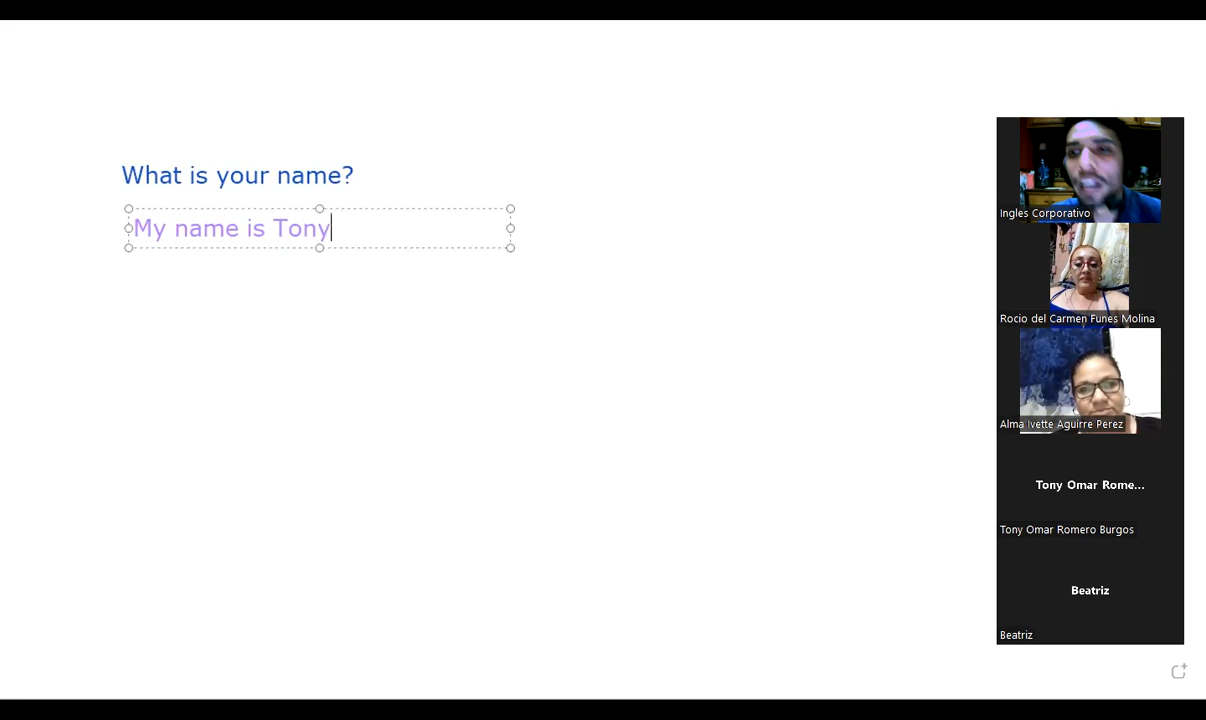 What is your name?
My name is Tony
Ingles Corporativo
Rocio del Carmen Funes Molina
Alma Ivette Aguirre Perez
Tony Omar Rome...
Tony Omar Romero Burgos
Beatriz
Beatriz